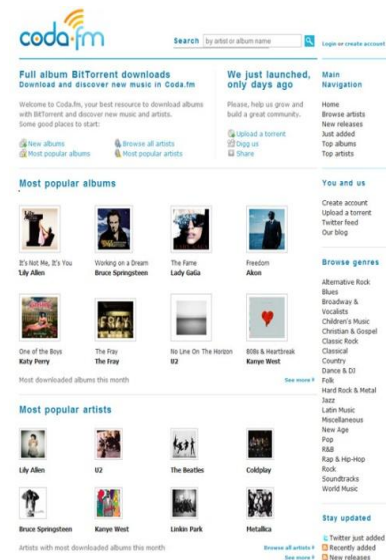 coda.fm
Search by artist or album name
Login or create account
Full album BitTorrent downloads
Download and discover new music in Coda.fm
Welcome to Coda.fm, your best resource to download albums
with BitTorrent and discover new music and artists.
Some good places to start:
New albums
Most popular albums
Browse all artists
Most popular artists
We just launched,
only days ago
Please, help us grow and
build a great community.
Upload a torrent
Digg us
Share
Main
Navigation
Home
Browse artists
New releases
Just added
Top albums
Top artists
Most popular albums
It's Not Me, It's You
Lily Allen
Working on a Dream
Bruce Springsteen
The Fame
Lady GaGa
Freedom
Akon
One of the Boys
Katy Perry
The Fray
The Fray
No Line On The Horizon
U2
808s & Heartbreak
Kanye West
Most downloaded albums this month
See more
You and us
Create account
Upload a torrent
Twitter feed
Our blog
Browse genres
Alternative Rock
Blues
Broadway &
Vocalists
Children's Music
Christian & Gospel
Classic Rock
Classical
Country
Dance & DJ
Folk
Hard Rock & Metal
Jazz
Latin Music
Miscellaneous
New Age
Pop
R&B
Rap & Hip-Hop
Rock
Soundtracks
World Music
Most popular artists
Lily Allen
U2
The Beatles
Coldplay
Bruce Springsteen
Kanye West
Linkin Park
Metallica
Artists with most downloaded albums this month
Browse all artists
See more
Stay updated
Twitter just added
Recently added
New releases